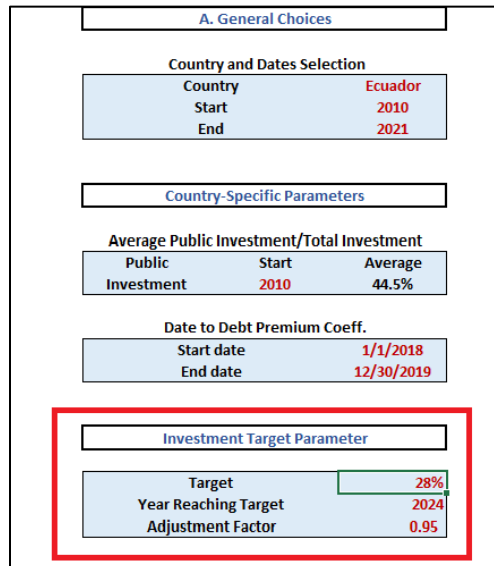 A. General Choices
Country and Dates Selection
Country Ecuador
Start 2010
End 2021
Country-Specific Parameters
Average Public Investment/Total Investment
Public Start Average
Investment 2010 44.5%
Date to Debt Premium Coeff.
Start date 1/1/2018
End date 12/30/2019
Investment Target Parameter
Target 28%
Year Reaching Target 2024
Adjustment Factor 0.95